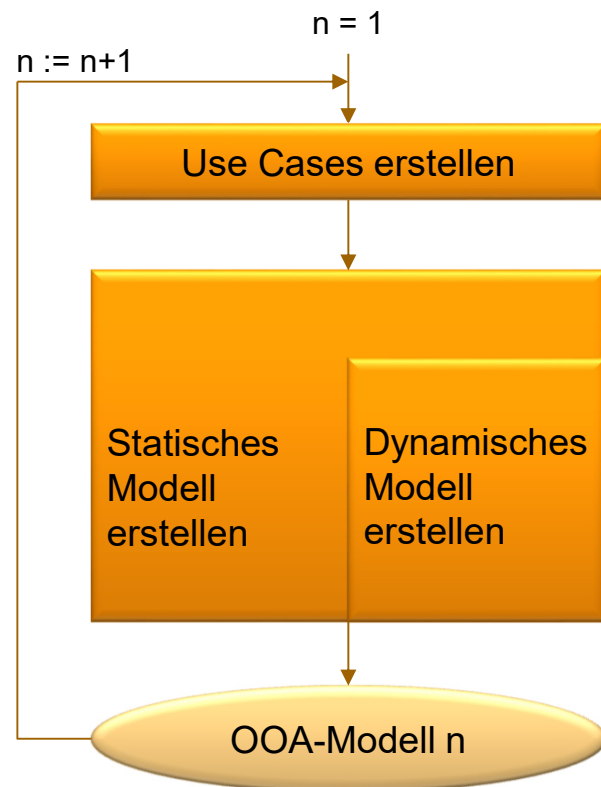 n = 1
n := n+1
Use Cases erstellen
Statisches
Modell
erstellen
Dynamisches
Modell
erstellen
OOA-Modell n